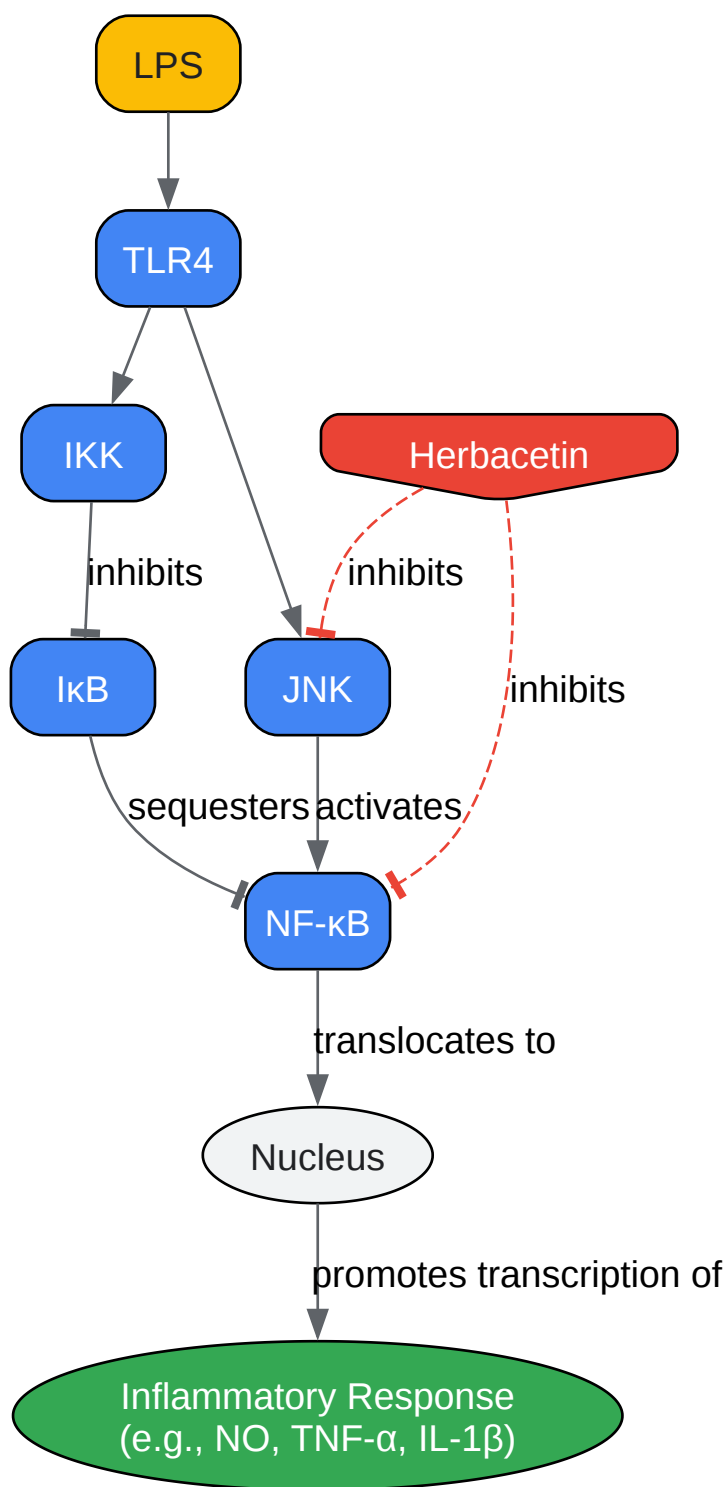 LPS
TLR4
IKK
Herbacetin
inhibits
inhibits
IκB
JNK
inhibits
sequesters
activates
NF-κB
translocates to
Nucleus
promotes transcription of
Inflammatory Response
(e.g., NO, TNF-α, IL-1β)